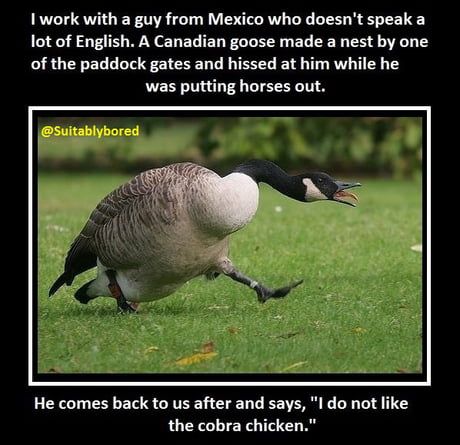 I work with a guy from Mexico who doesn't speak a
lot of English. A Canadian goose made a nest by one
of the paddock gates and hissed at him while he
was putting horses out.
@Suitablybored
He comes back to us after and says, "I do not like
the cobra chicken."